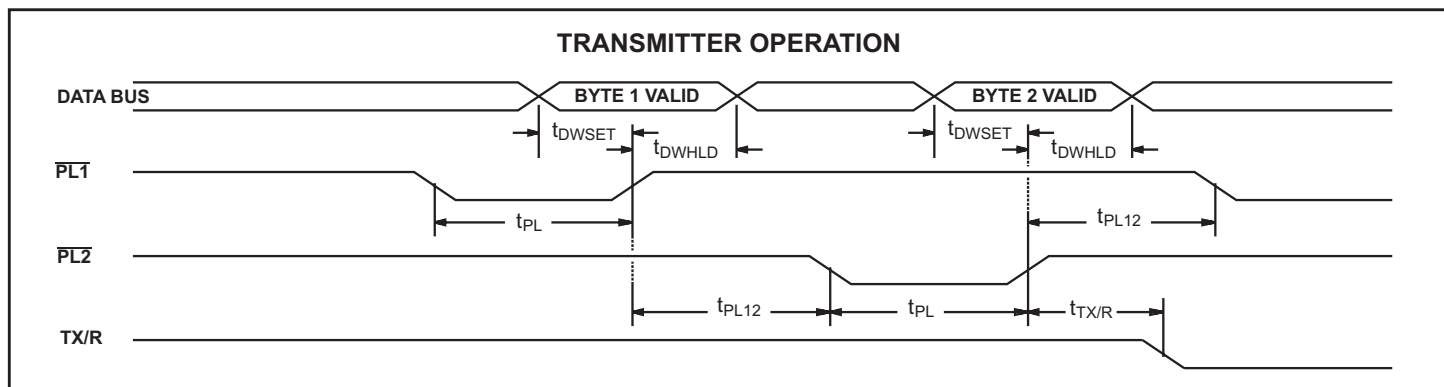 TRANSMITTER OPERATION
DATA BUS
BYTE 1 VALID
BYTE 2 VALID
tDWSET
tDWHLD
tDWSET
tDWHLD
PL1
tPL
tPL12
PL2
tPL12
tPL
tTX/R
TX/R